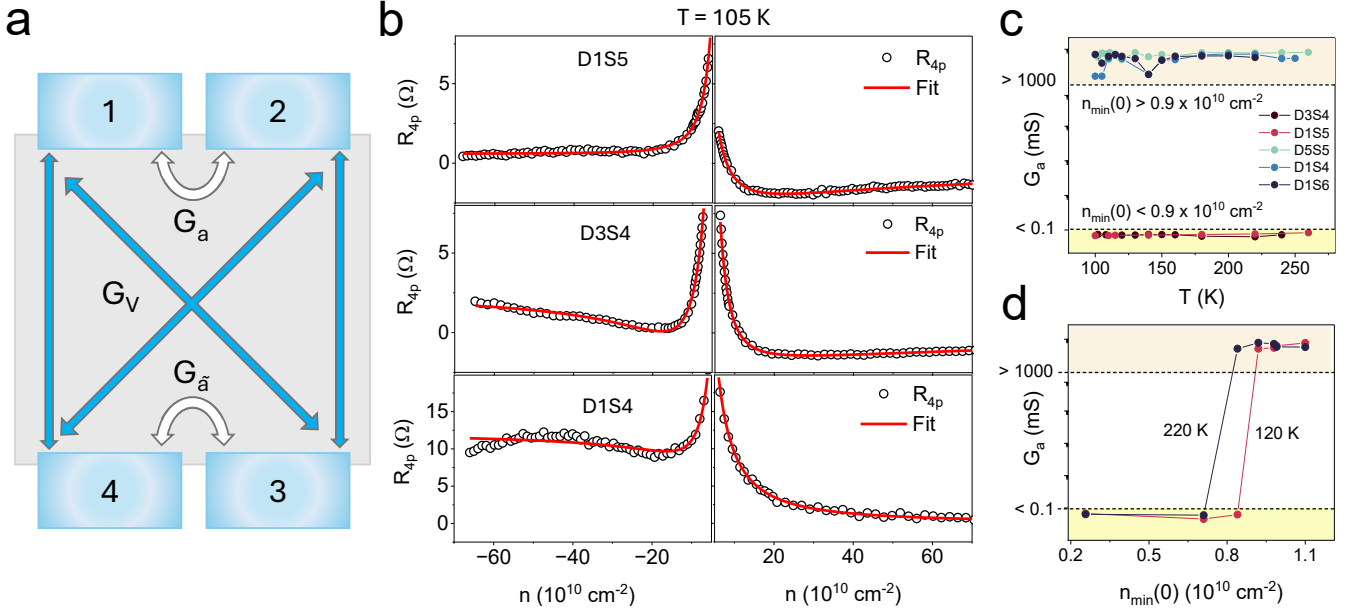 a
1
2
G_a
G_V
G_ã
4
3
b
T = 105 K
D1S5
R_4p
Fit
R_4p (Ω)
5
0
D3S4
R_4p
Fit
R_4p (Ω)
5
0
D1S4
R_4p
Fit
R_4p (Ω)
15
10
5
0
−60 −40 −20
20 40 60
n (10^10 cm^-2)
n (10^10 cm^-2)
c
G_a (mS)
> 1000
n_min(0) > 0.9 x 10^10 cm^-2
D3S4
D1S5
D5S5
D1S4
D1S6
n_min(0) < 0.9 x 10^10 cm^-2
< 0.1
100 150 200 250
T (K)
d
G_a (mS)
> 1000
220 K
120 K
< 0.1
0.2 0.5 0.8 1.1
n_min(0) (10^10 cm^-2)